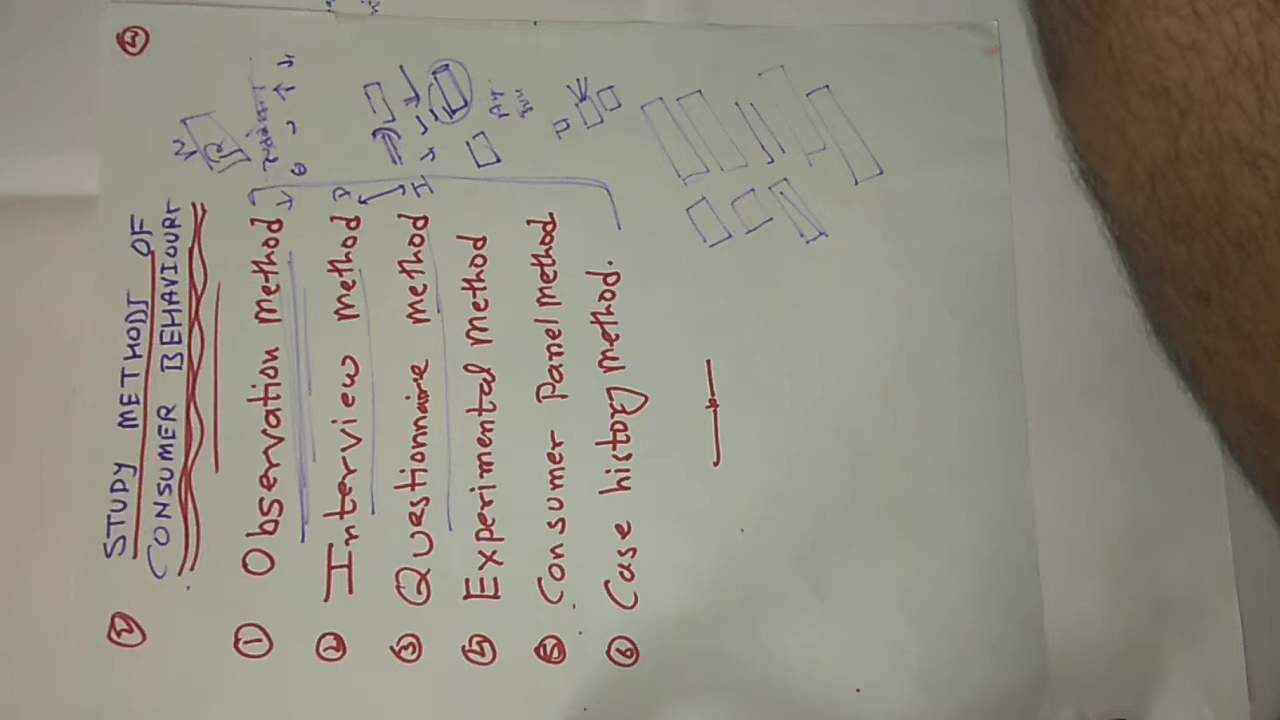 STUDY METHODS OF
CONSUMER BEHAVIOURS
① Observation Method
② Interview Method
③ Questionnaire Method
④ Experimental Method
⑤ Consumer Panel Method
⑥ Case history Method.